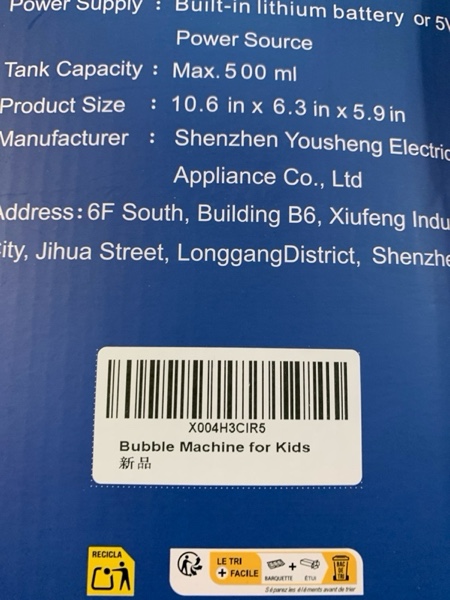 Power Supply : Built-in lithium battery or 5V
Power Source
Tank Capacity : Max.500 ml
Product Size : 10.6 in x 6.3 in x 5.9 in
Manufacturer : Shenzhen Yousheng Electric
Appliance Co., Ltd
Address:6F South, Building B6, Xiufeng Indu
City, Jihua Street, LonggangDistrict, Shenzhe
X004H3CIR5
Bubble Machine for Kids
新品
RECICLA
LE TRI
+ FACILE
BARQUETTE + ÉTUI
BAC DE TRI
Séparez les éléments avant de trier